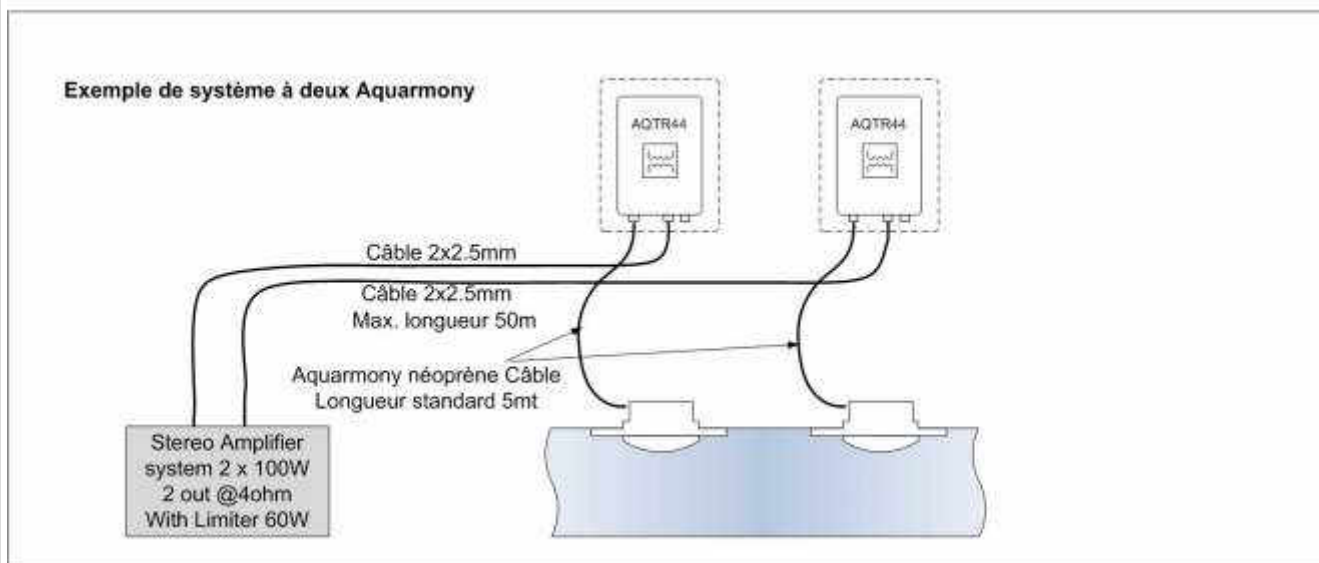 Exemple de système à deux Aquarmony
AQTR44
AQTR44
Câble 2x2.5mm
Câble 2x2.5mm
Max. longueur 50m
Aquarmony néoprène Câble
Longueur standard 5mt
Stereo Amplifier
system 2 x 100W
2 out @4ohm
With Limiter 60W